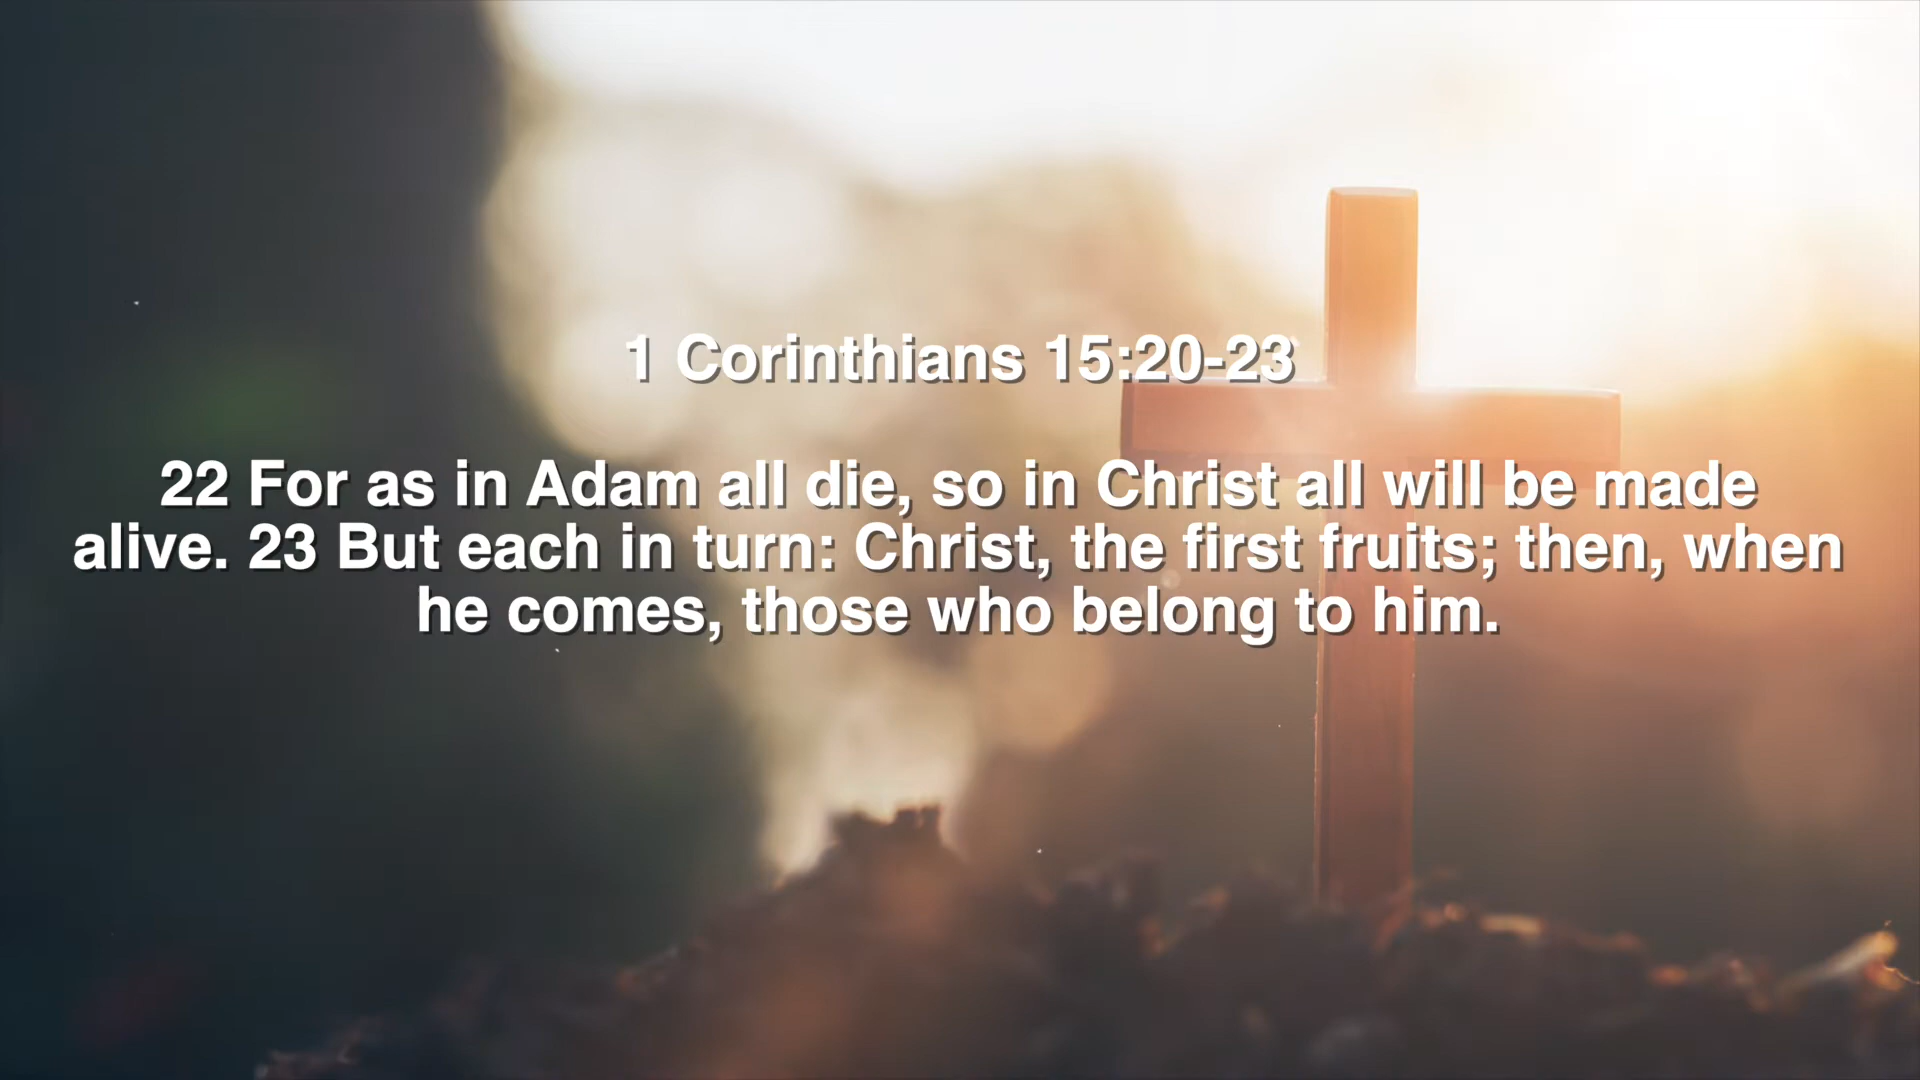 1 Corinthians 15:20-23
22 For as in Adam all die, so in Christ all will be made
alive. 23 But each in turn: Christ, the first fruits; then, when
he comes, those who belong to him.